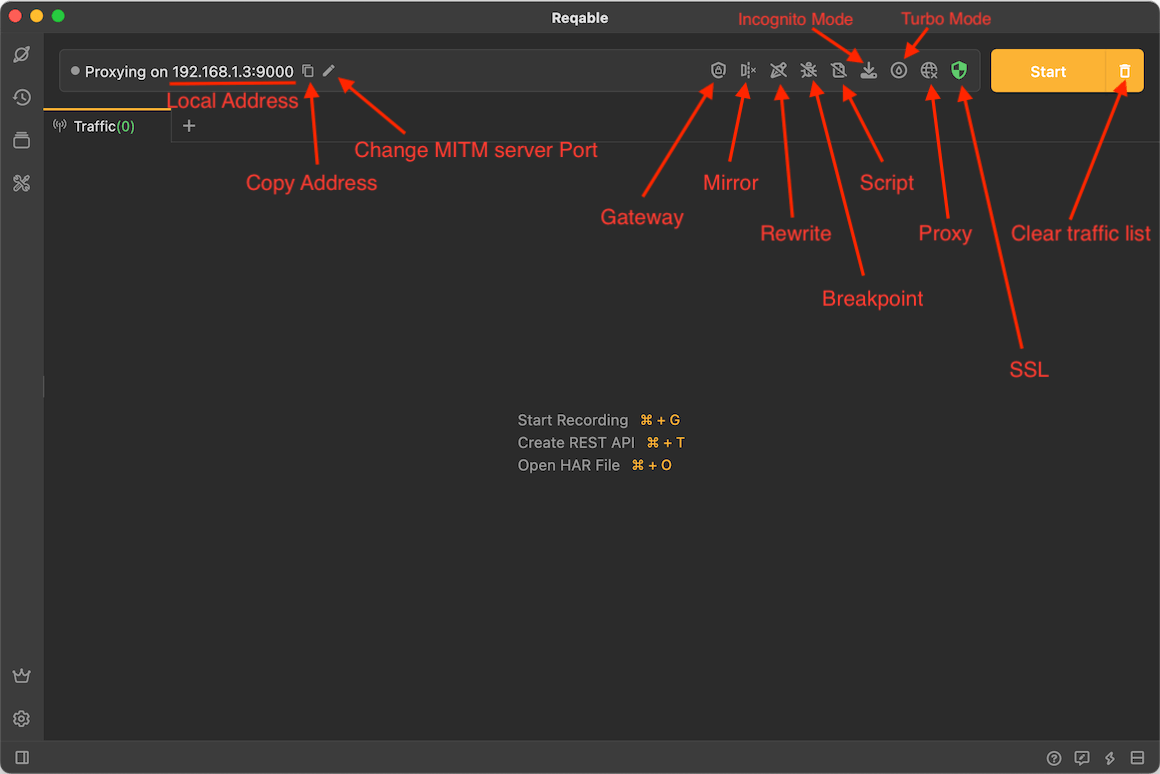 Reqable
Incognito Mode
Turbo Mode
Proxying on 192.168.1.3:9000
Start
Local Address
Traffic(0)
Change MITM server Port
Copy Address
Mirror
Script
Gateway
Rewrite
Proxy
Clear traffic list
Breakpoint
SSL
Start Recording ⌘ + G
Create REST API ⌘ + T
Open HAR File ⌘ + O